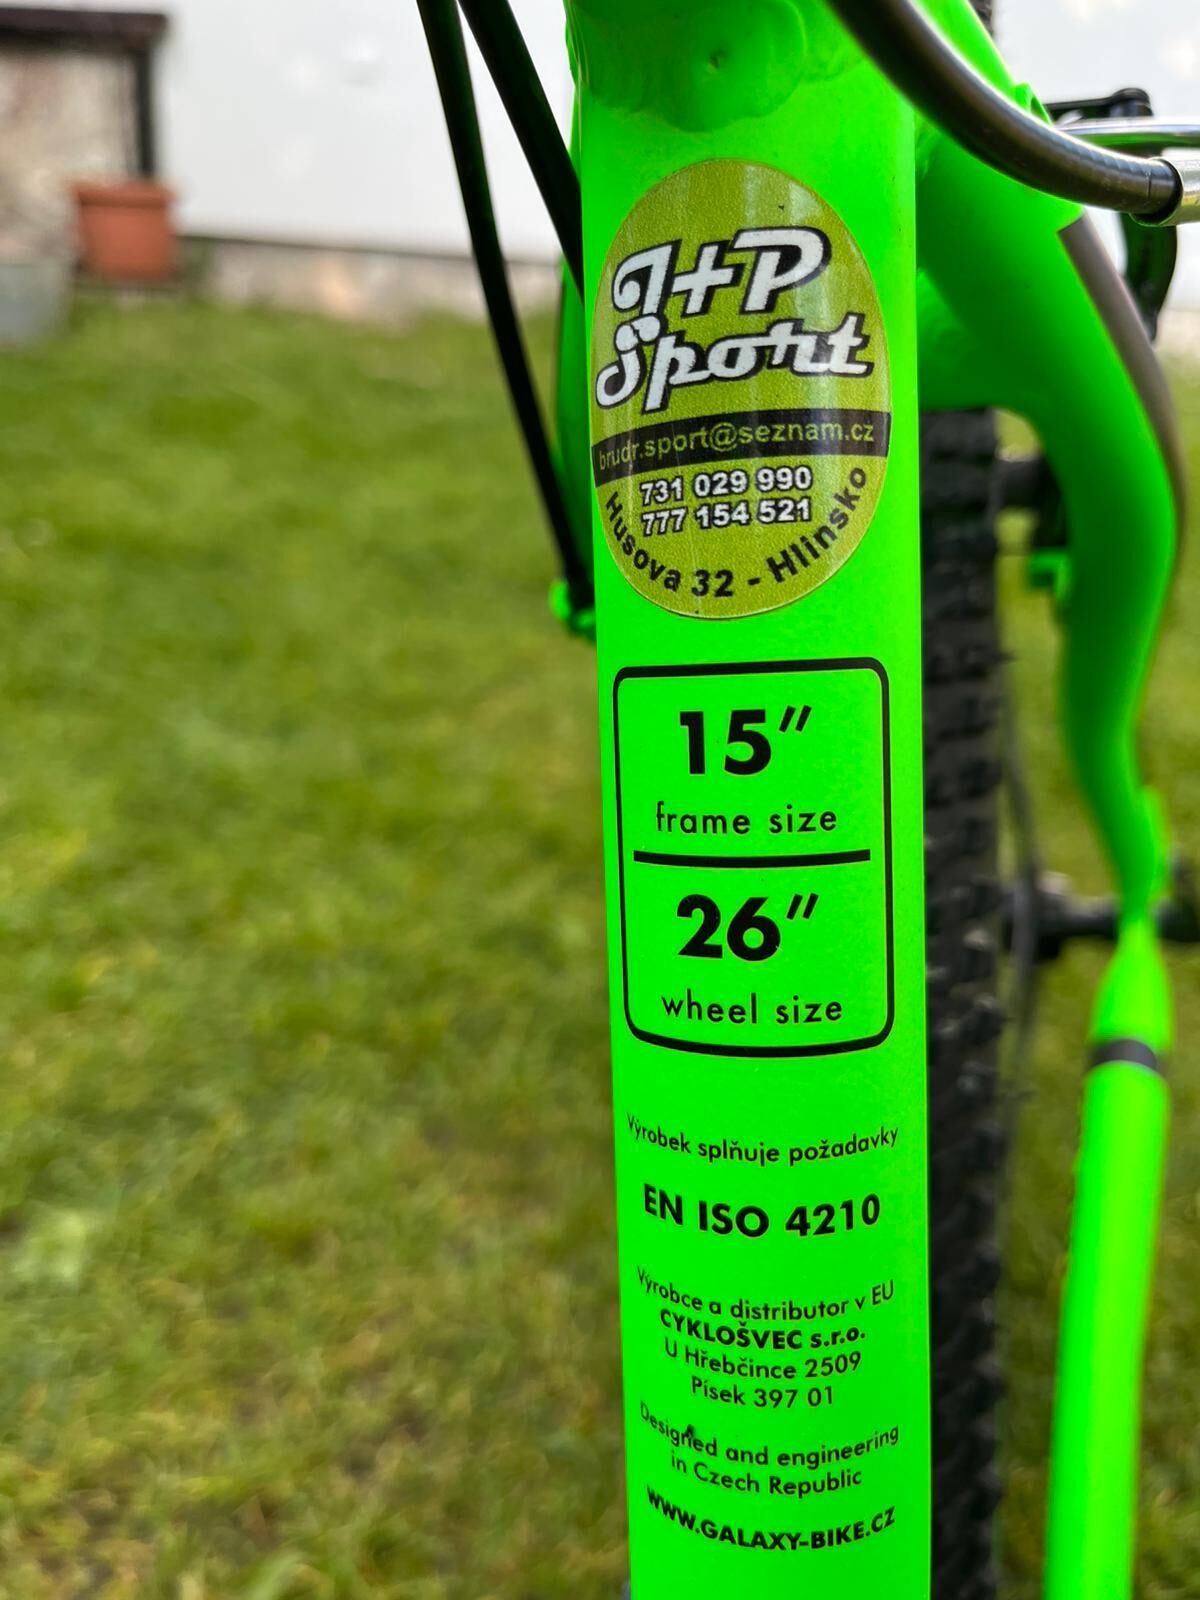 J+P
Šport
brudr.sport@seznam.cz
731 029 990
777 154 521
Husova 32 - Hlinsko
15"
frame size
26"
wheel size
Výrobek splňuje požadavky
EN ISO 4210
Výrobce a distributor v EU
CYKLOŠVEC s.r.o.
U Hřebčince 2509
Písek 397 01
Designed and engineering
in Czech Republic
WWW.GALAXY-BIKE.CZ